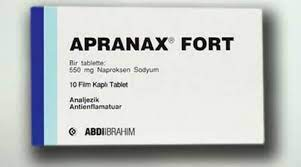 APRANAX® FORT
Bir tablette:
550 mg Naproksen Sodyum
10 Film Kaplı Tablet
Analjezik
Antienflamatuar
ABDİİBRAHİM